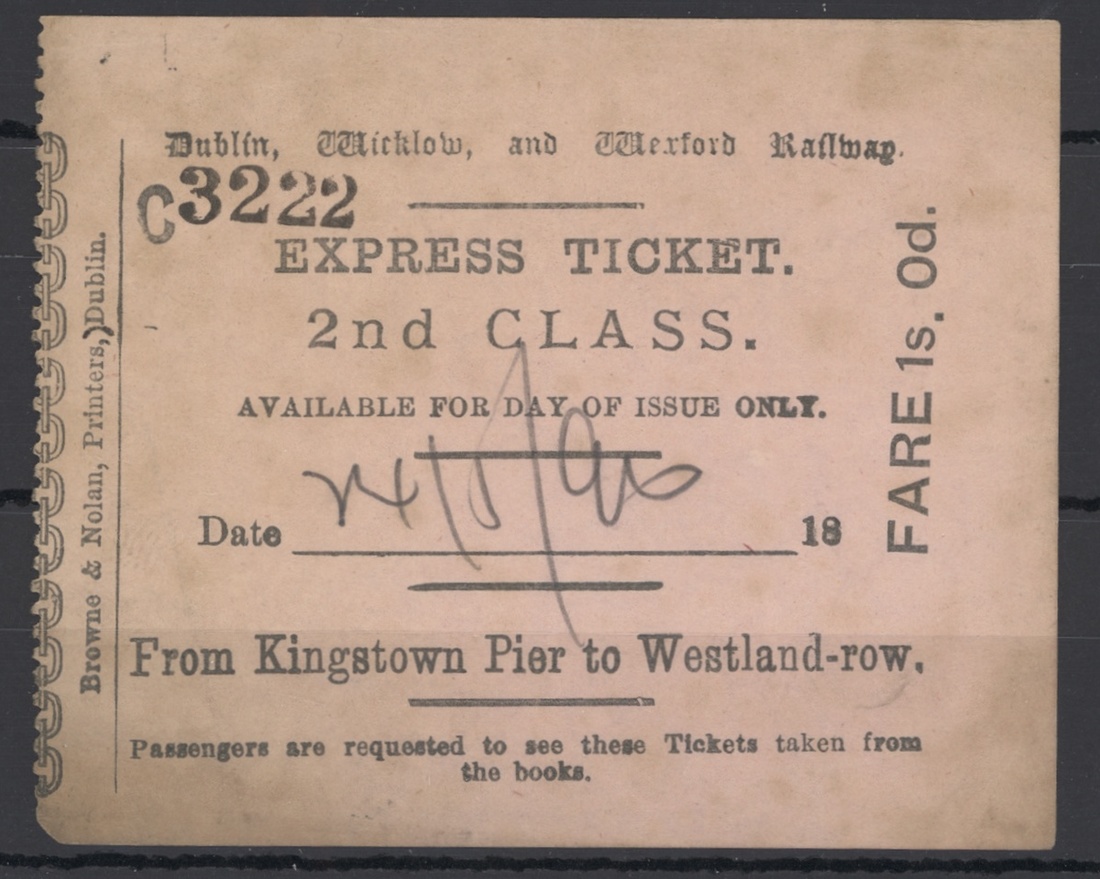 Dublin, Wicklow, and Wexford Railway.
C3222
EXPRESS TICKET.
2nd CLASS.
AVAILABLE FOR DAY OF ISSUE ONLY.
Date 18
From Kingstown Pier to Westland-row.
Passengers are requested to see these Tickets taken from
the books.
FARE 1s. 0d.
Browne & Nolan, Printers, Dublin.